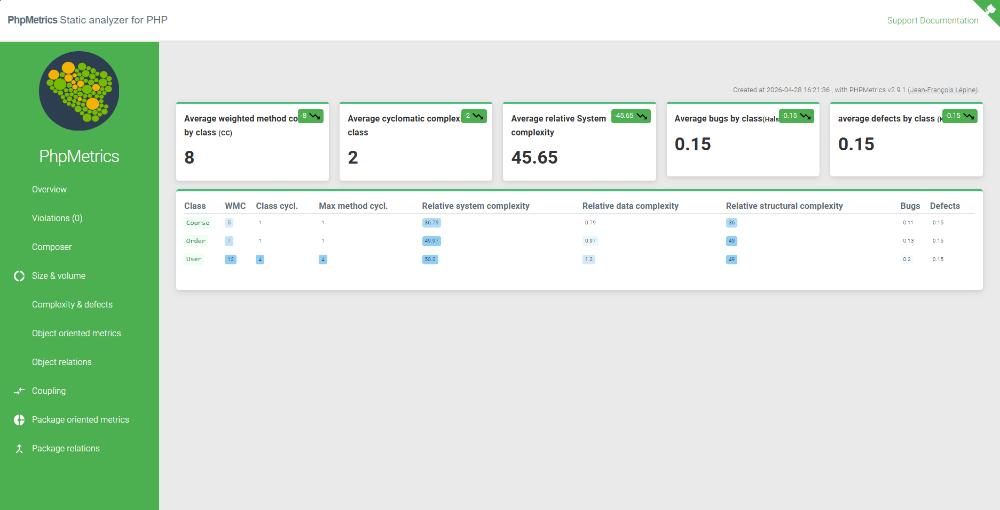 PhpMetrics Static analyzer for PHP
Support Documentation
PhpMetrics
Overview
Violations (0)
Composer
Size & volume
Complexity & defects
Object oriented metrics
Object relations
Coupling
Package oriented metrics
Package relations
Created at 2026-04-28 16:21:36 , with PHPMetrics v2.9.1 (Jean-François Lépine).
Average weighted method co
-8
by class (CC)
8
Average cyclomatic complexi
-2
class
2
Average relative System
-45.65
complexity
45.65
Average bugs by class(Hals
-0.15
0.15
average defects by class (
-0.15
0.15
Class WMC Class cycl. Max method cycl. Relative system complexity Relative data complexity Relative structural complexity Bugs Defects
Course 5 1 1 36.79 0.79 36 0.11 0.15
Order 7 1 1 49.97 0.97 49 0.13 0.15
User 12 4 4 50.2 1.2 49 0.2 0.15